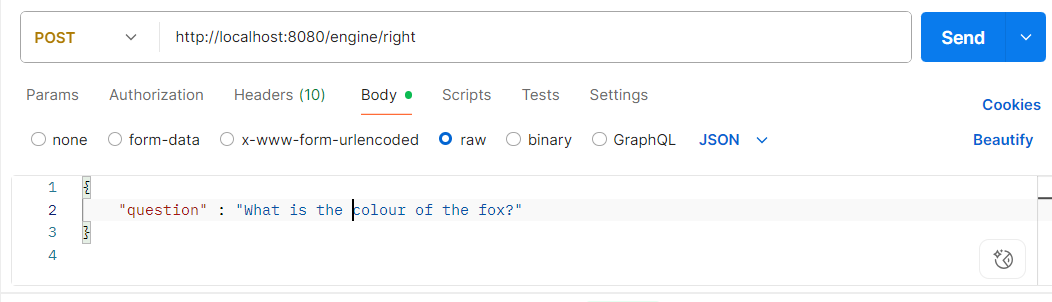 POST http://localhost:8080/engine/right Send
Params Authorization Headers (10) Body Scripts Tests Settings Cookies
none form-data x-www-form-urlencoded raw binary GraphQL JSON Beautify
1 {
2 "question" : "What is the colour of the fox?"
3 }
4